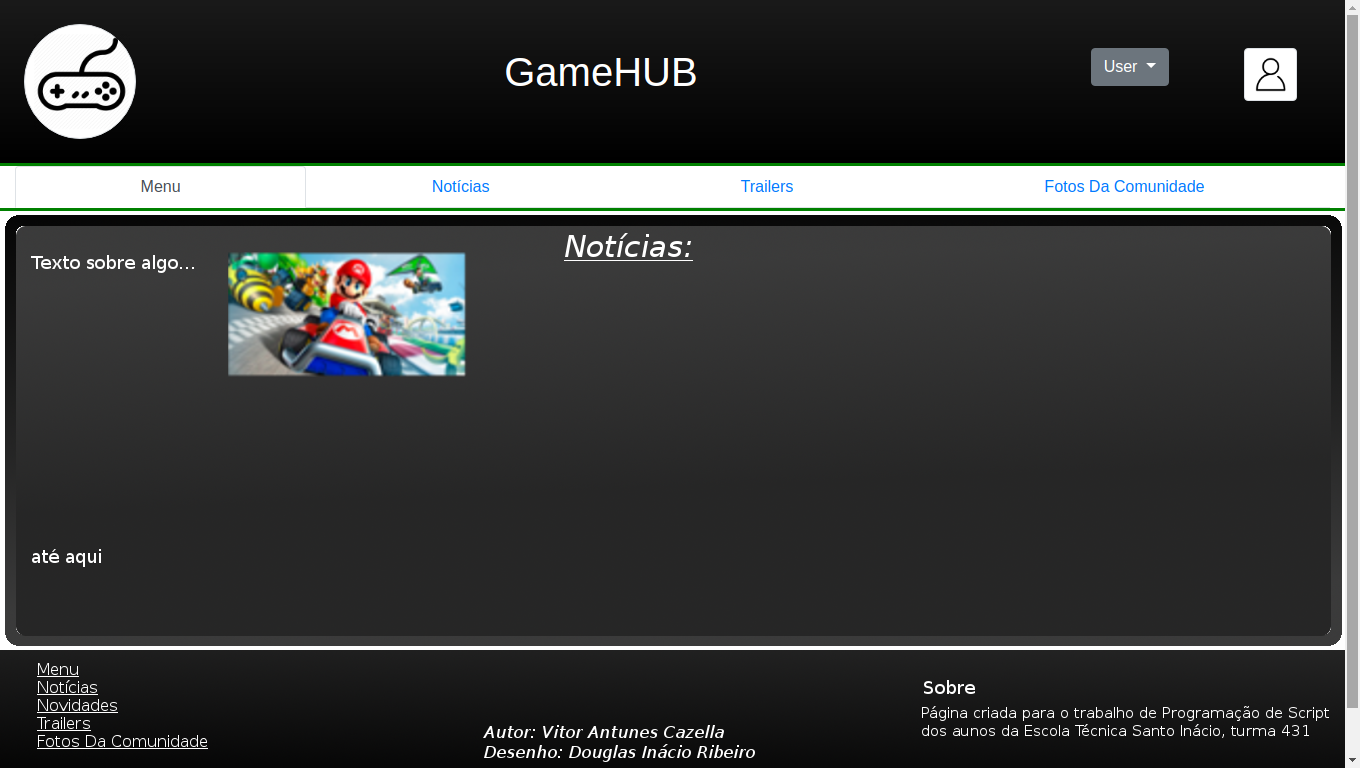 GameHUB
User
Menu
Notícias
Trailers
Fotos Da Comunidade
Notícias:
Texto sobre algo...
até aqui
Menu
Notícias
Novidades
Trailers
Fotos Da Comunidade
Autor: Vitor Antunes Cazella
Desenho: Douglas Inácio Ribeiro
Sobre
Página criada para o trabalho de Programação de Script
dos aunos da Escola Técnica Santo Inácio, turma 431